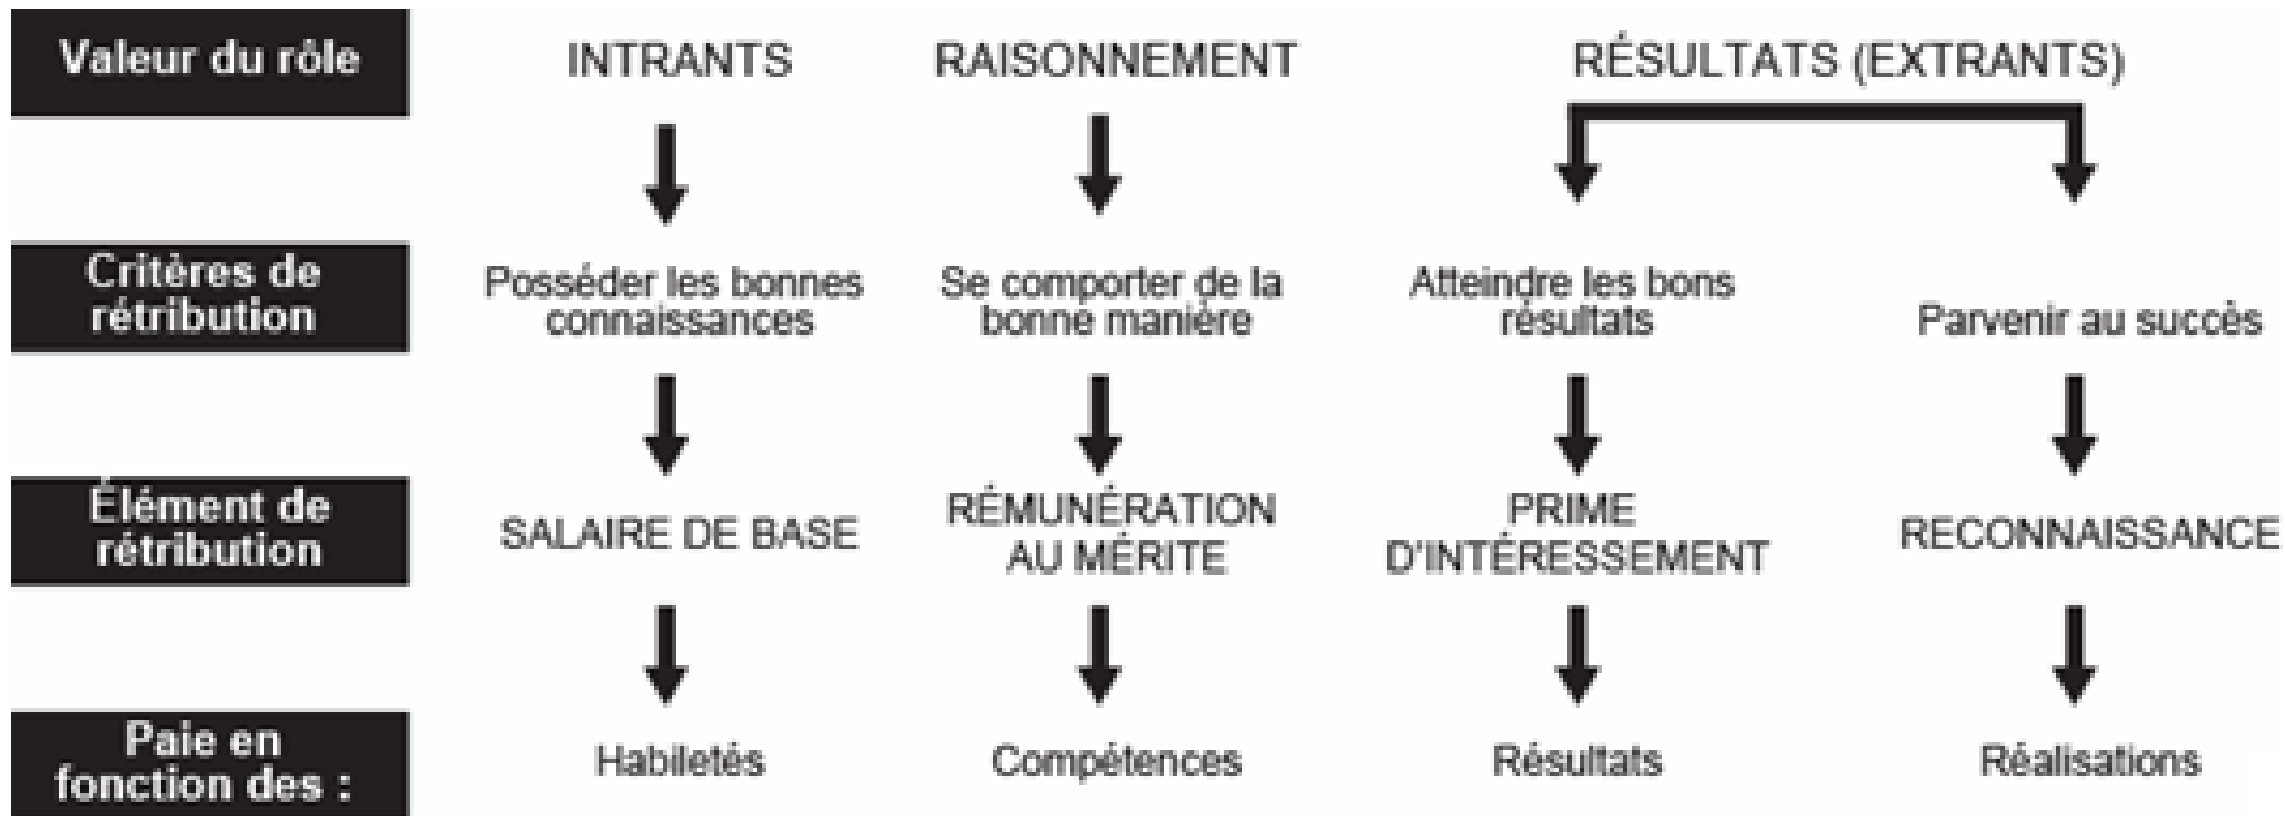 Valeur du rôle
INTRANTS
RAISONNEMENT
RÉSULTATS (EXTRANTS)
Critères de
rétribution
Posséder les bonnes
connaissances
Se comporter de la
bonne manière
Atteindre les bons
résultats
Parvenir au succès
Élément de
rétribution
SALAIRE DE BASE
RÉMUNÉRATION
AU MÉRITE
PRIME
D'INTÉRESSEMENT
RECONNAISSANCE
Paie en
fonction des :
Habiletés
Compétences
Résultats
Réalisations